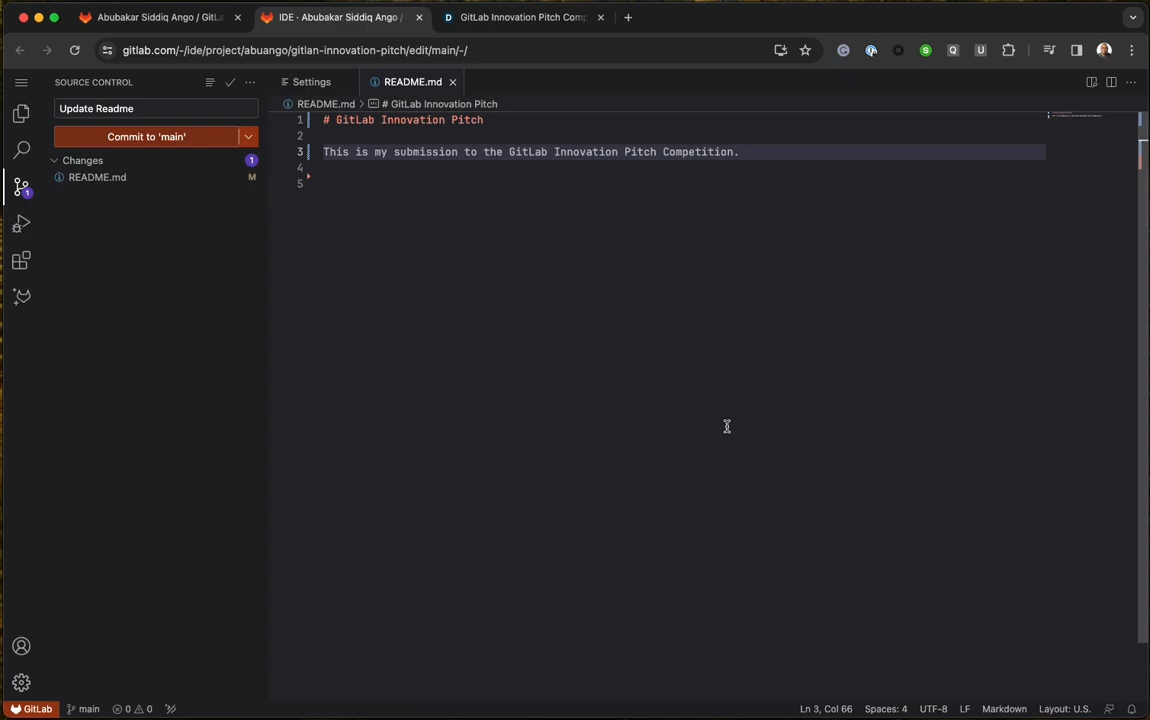 Abubakar Siddiq Ango / GitLa
IDE · Abubakar Siddiq Ango /
GitLab Innovation Pitch Comp
gitlab.com/-/ide/project/abuango/gitlan-innovation-pitch/edit/main/-/
SOURCE CONTROL
Settings
README.md
Update Readme
README.md > # GitLab Innovation Pitch
Commit to 'main'
1 # GitLab Innovation Pitch
2
Changes 1
3 This is my submission to the GitLab Innovation Pitch Competition.
README.md M
4
5
1
GitLab main 0 0 Ln 3, Col 66 Spaces: 4 UTF-8 LF Markdown Layout: U.S.